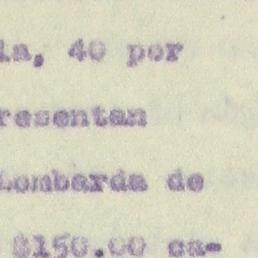 la, 40 por
resentan
Lombarda de
$150.00 ca-